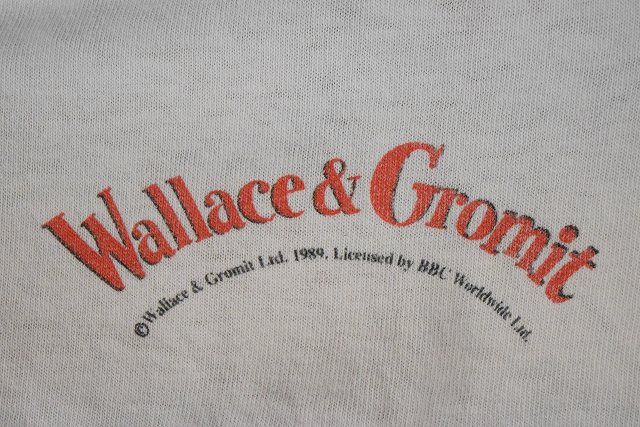 Wallace & Gromit
©Wallace & Gromit Ltd. 1989. Licensed by BBC Worldwide Ltd.